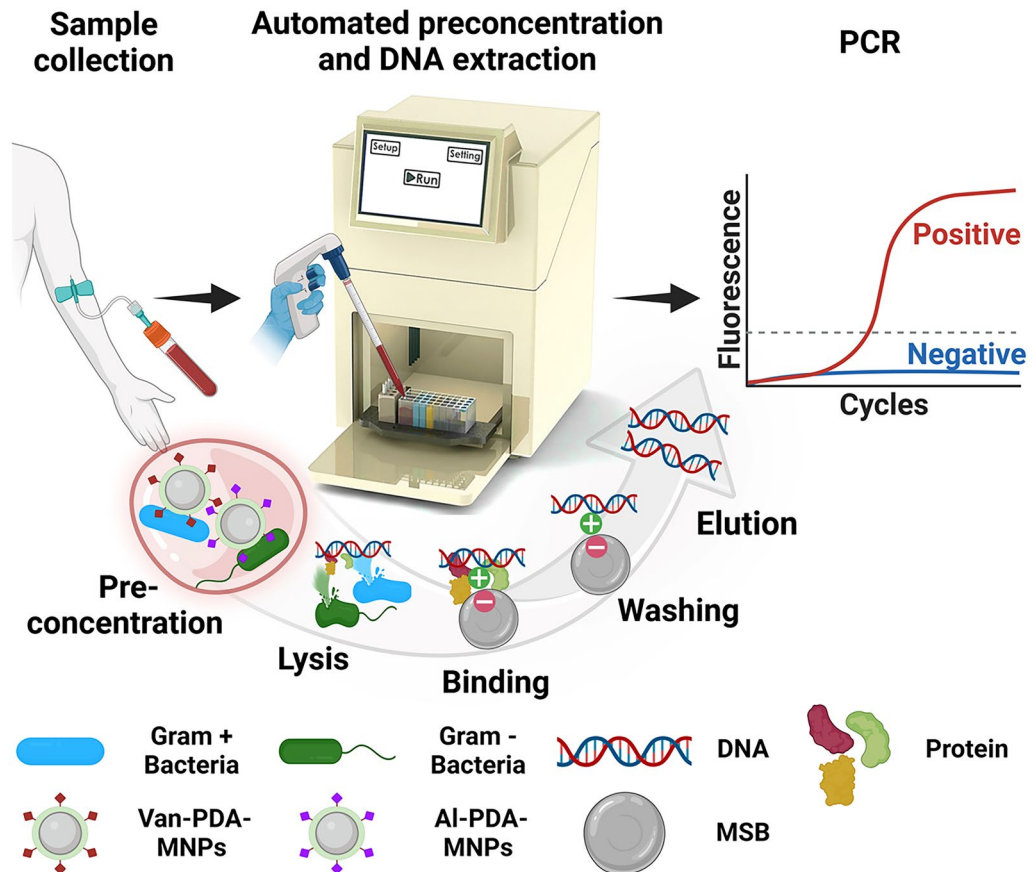 Sample
collection
Automated preconcentration
and DNA extraction
PCR
Setup
Setting
Run
Fluorescence
Positive
Negative
Cycles
Pre-
concentration
Lysis
Binding
Washing
Elution
Gram +
Bacteria
Gram -
Bacteria
DNA
Protein
Van-PDA-
MNPs
Al-PDA-
MNPs
MSB